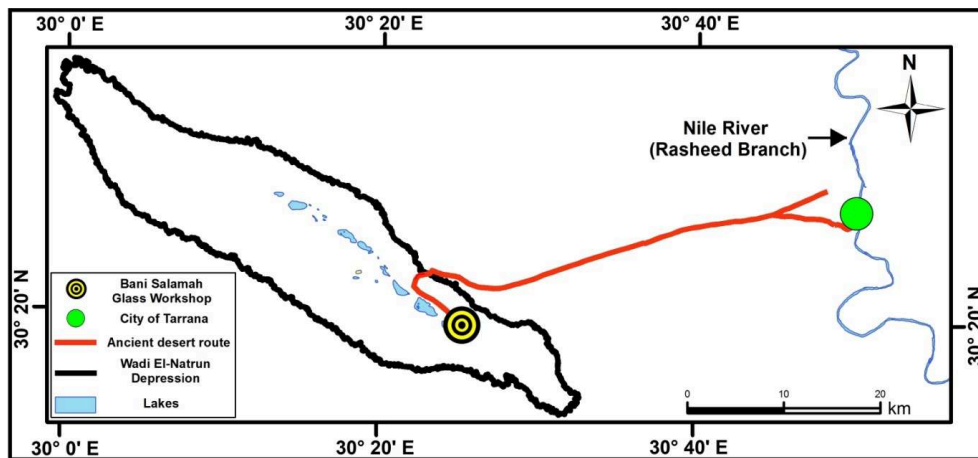 30° 0' E
30° 20' E
30° 40' E
N
Nile River
(Rasheed Branch)
30° 20' N
30° 20' N
Bani Salamah
Glass Workshop
City of Tarrana
Ancient desert route
Wadi El-Natrun
Depression
Lakes
0
10
20
km
30° 0' E
30° 20' E
30° 40' E